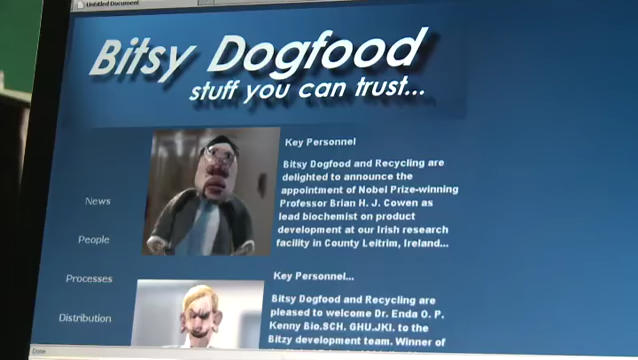 Untitled Document
Bitsy Dogfood
stuff you can trust...
Key Personnel
Bitsy Dogfood and Recycling are
delighted to announce the
appointment of Nobel Prize-winning
Professor Brian H. J. Cowen as
lead biochemist on product
development at our Irish research
facility in County Leitrim, Ireland...
News
People
Processes
Distribution
Key Personnel...
Bitsy Dogfood and Recycling are
pleased to welcome Dr. Enda O. P.
Kenny Bio.SCH. GHU.JKI. to the
Bitzy development team. Winner of
Done